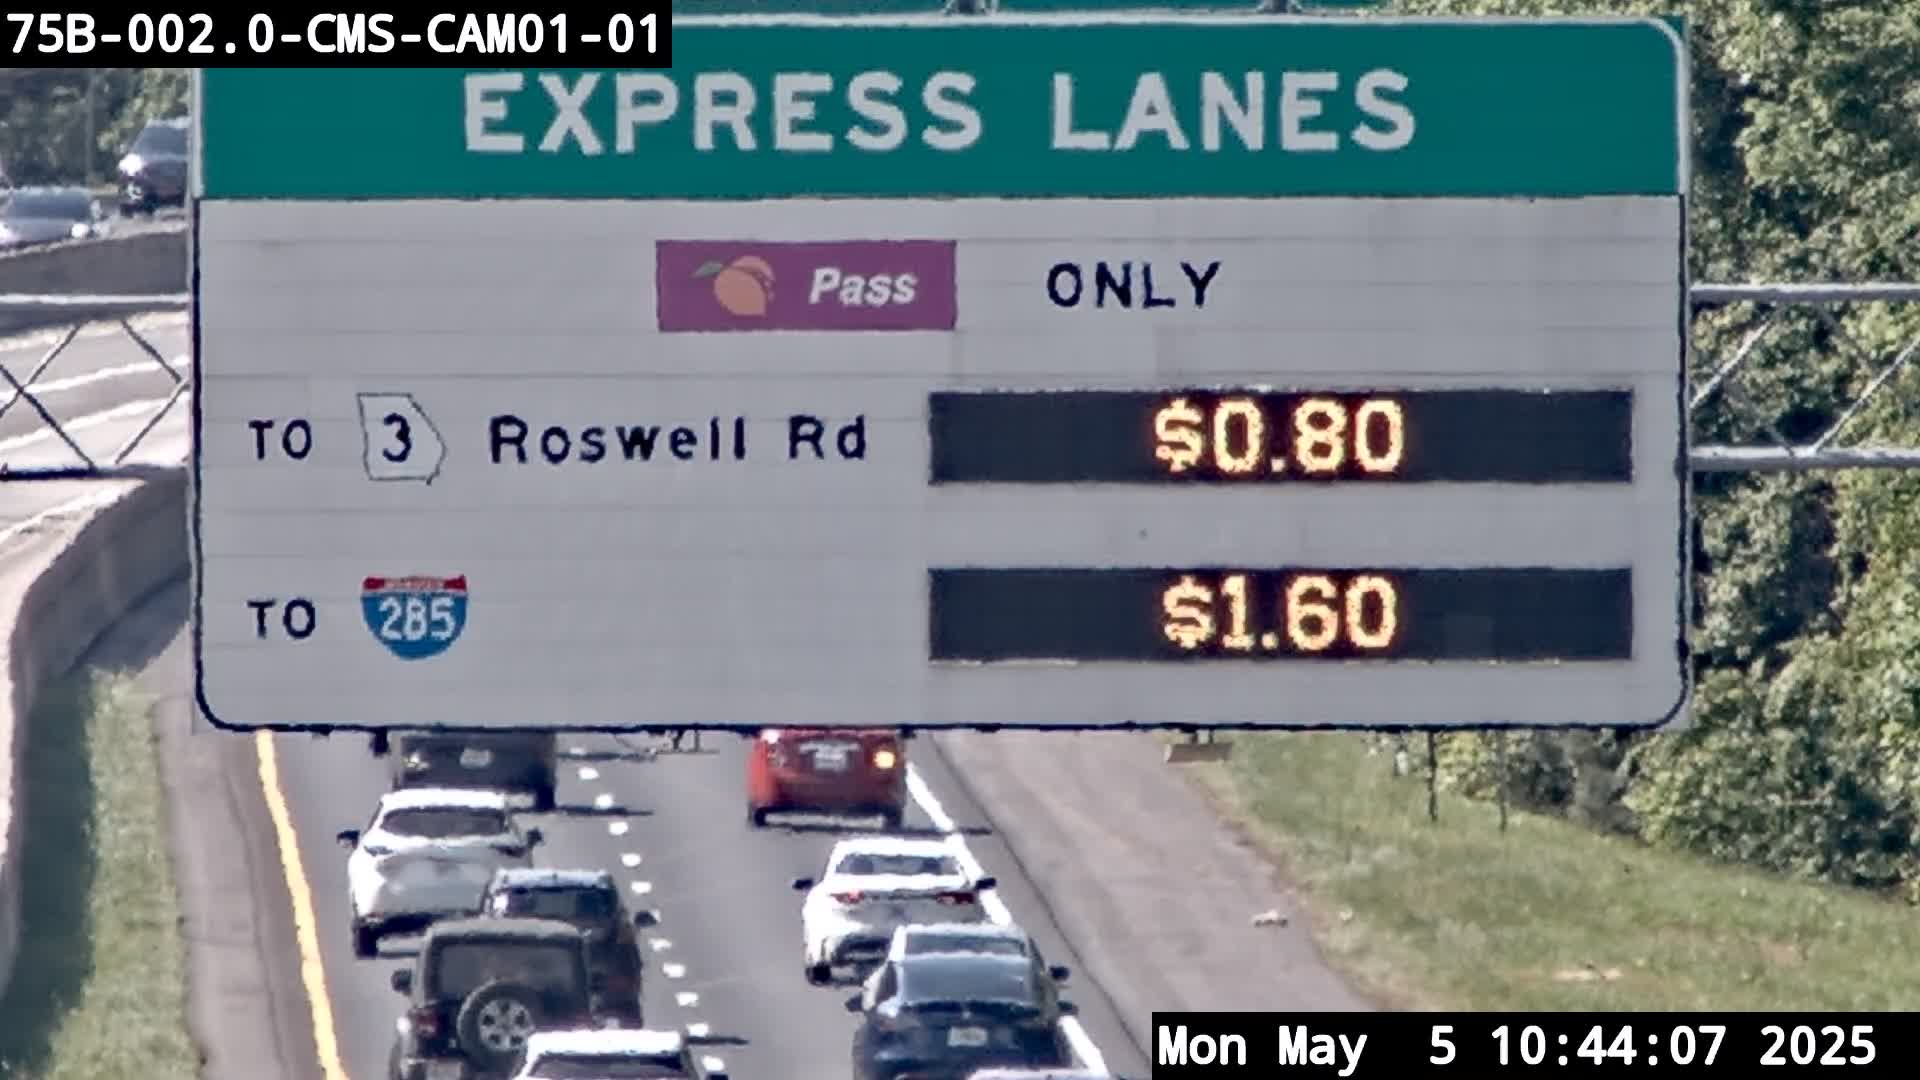 75B-002.0-CMS-CAM01-01
EXPRESS LANES
Pass ONLY
TO 3 Roswell Rd $0.80
TO 285 $1.60
Mon May 5 10:44:07 2025